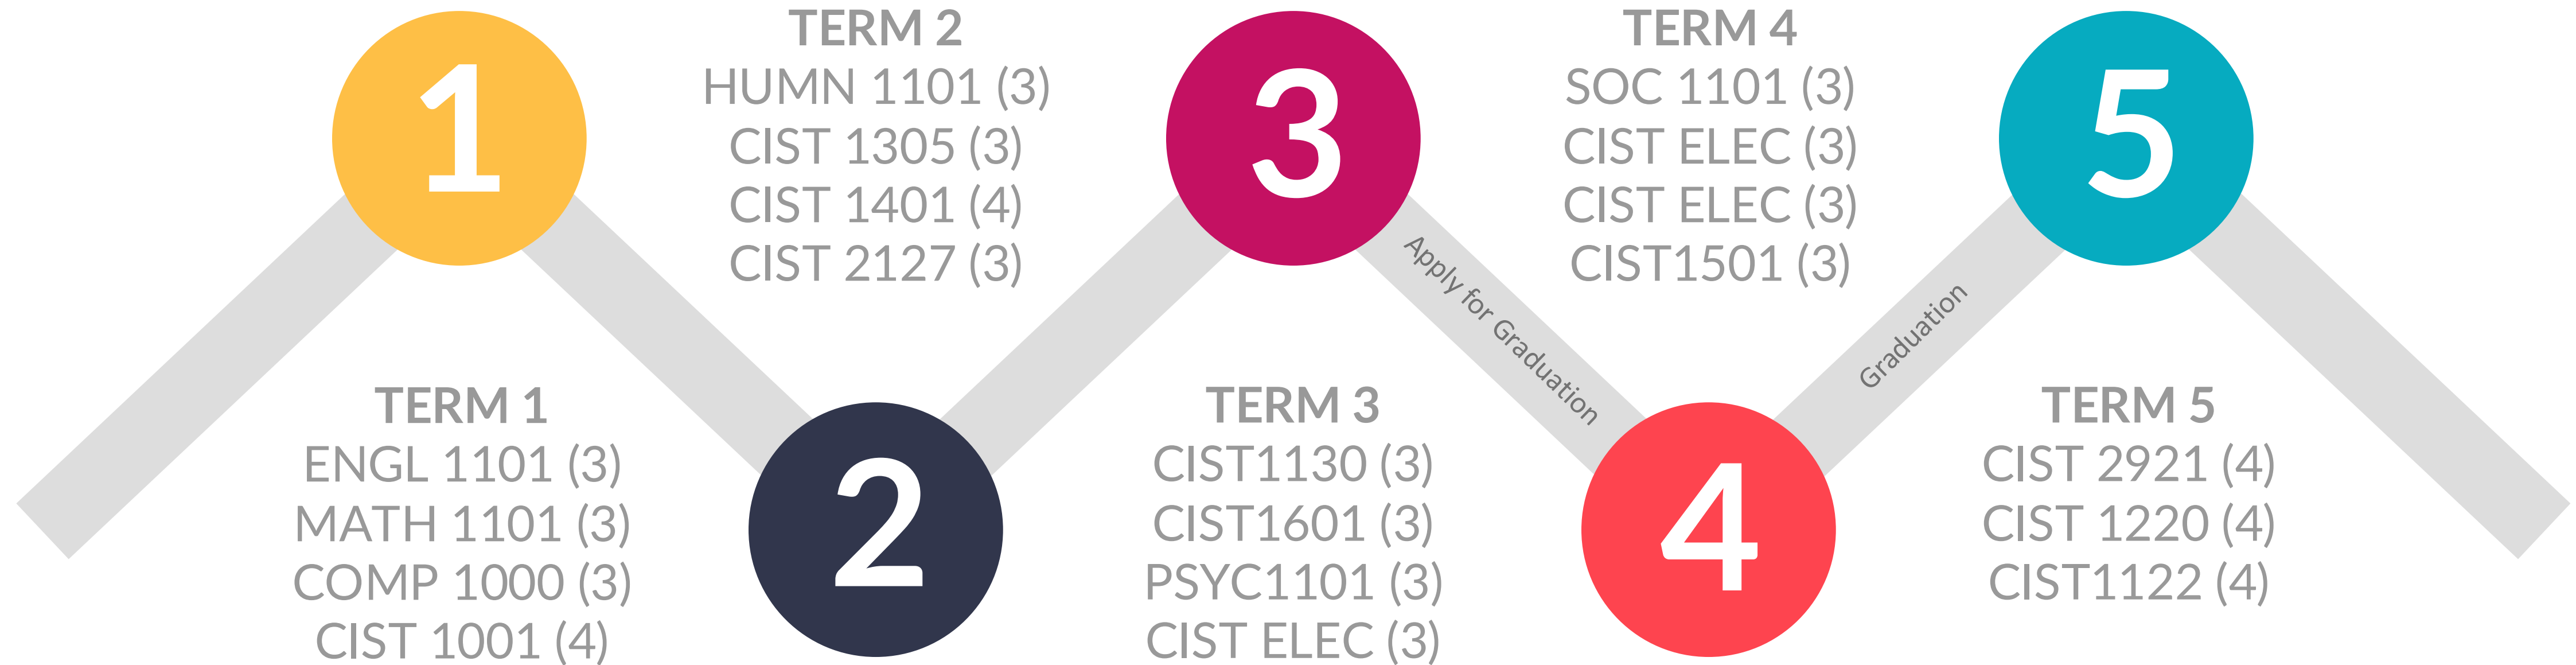 1
TERM 1
ENGL 1101 (3)
MATH 1101 (3)
COMP 1000 (3)
CIST 1001 (4)
TERM 2
HUMN 1101 (3)
CIST 1305 (3)
CIST 1401 (4)
CIST 2127 (3)
2
3
TERM 3
CIST1130 (3)
CIST1601 (3)
PSYC1101 (3)
CIST ELEC (3)
Apply for Graduation
TERM 4
SOC 1101 (3)
CIST ELEC (3)
CIST ELEC (3)
CIST1501 (3)
4
Graduation
5
TERM 5
CIST 2921 (4)
CIST 1220 (4)
CIST1122 (4)